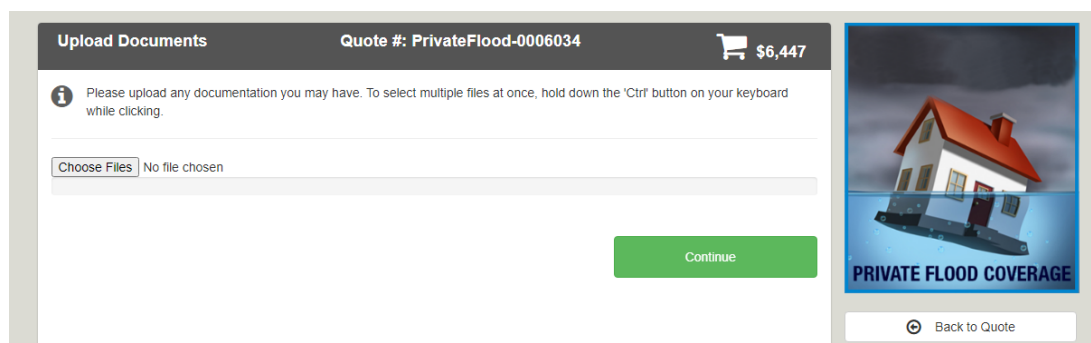 Upload Documents
Quote #: PrivateFlood-0006034
$6,447
Please upload any documentation you may have. To select multiple files at once, hold down the 'Ctrl' button on your keyboard
while clicking.
Choose Files No file chosen
Continue
PRIVATE FLOOD COVERAGE
Back to Quote